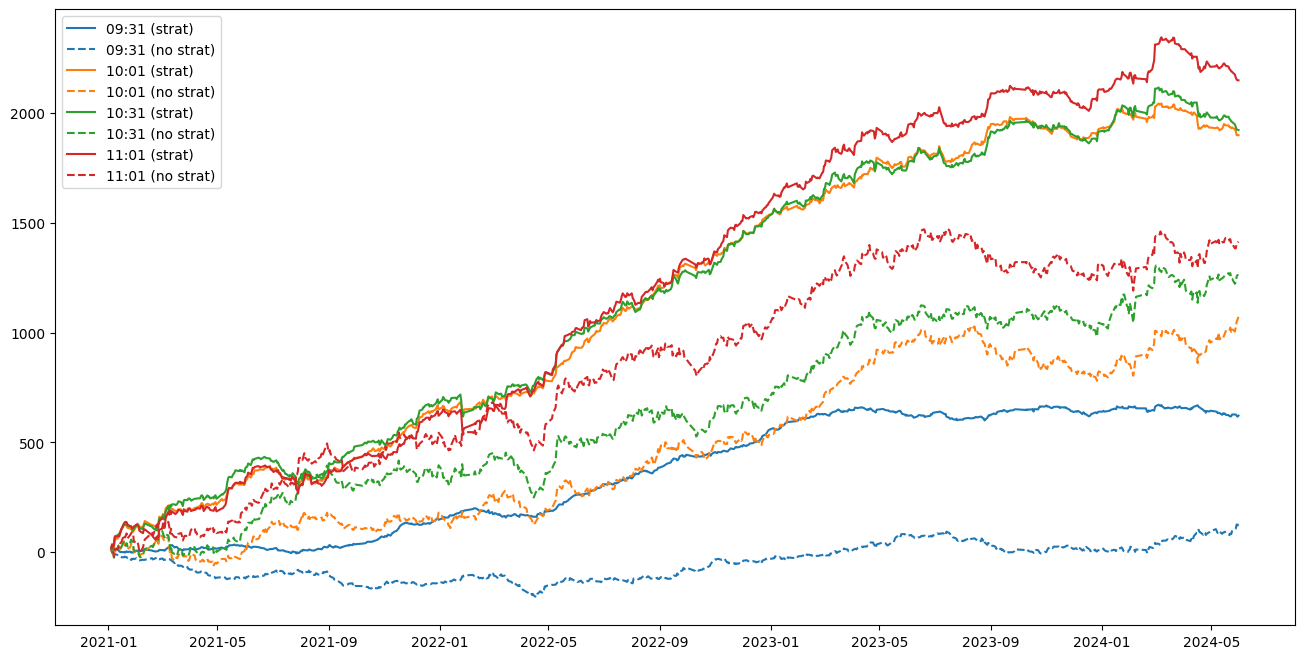 09:31 (strat)
09:31 (no strat)
10:01 (strat)
10:01 (no strat)
10:31 (strat)
10:31 (no strat)
11:01 (strat)
11:01 (no strat)
2000
1500
1000
500
0
2021-01 2021-05 2021-09 2022-01 2022-05 2022-09 2023-01 2023-05 2023-09 2024-01 2024-05